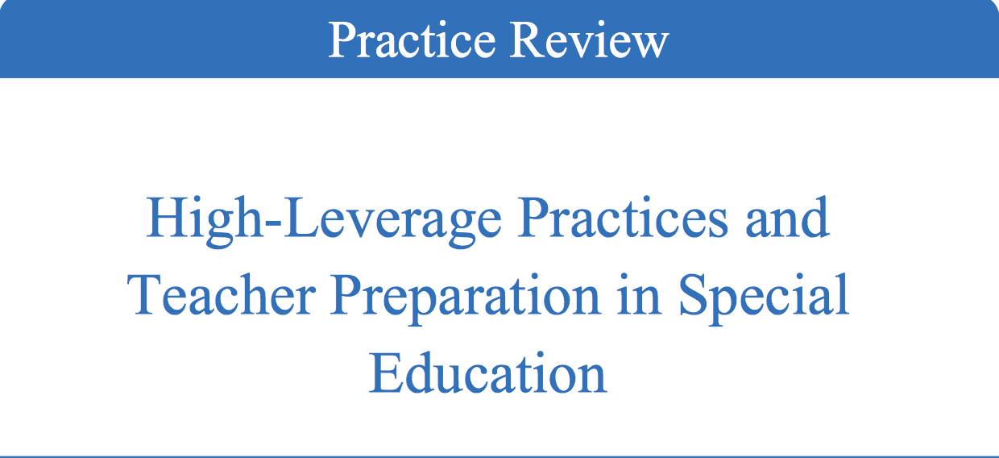 Practice Review
High-Leverage Practices and
Teacher Preparation in Special
Education